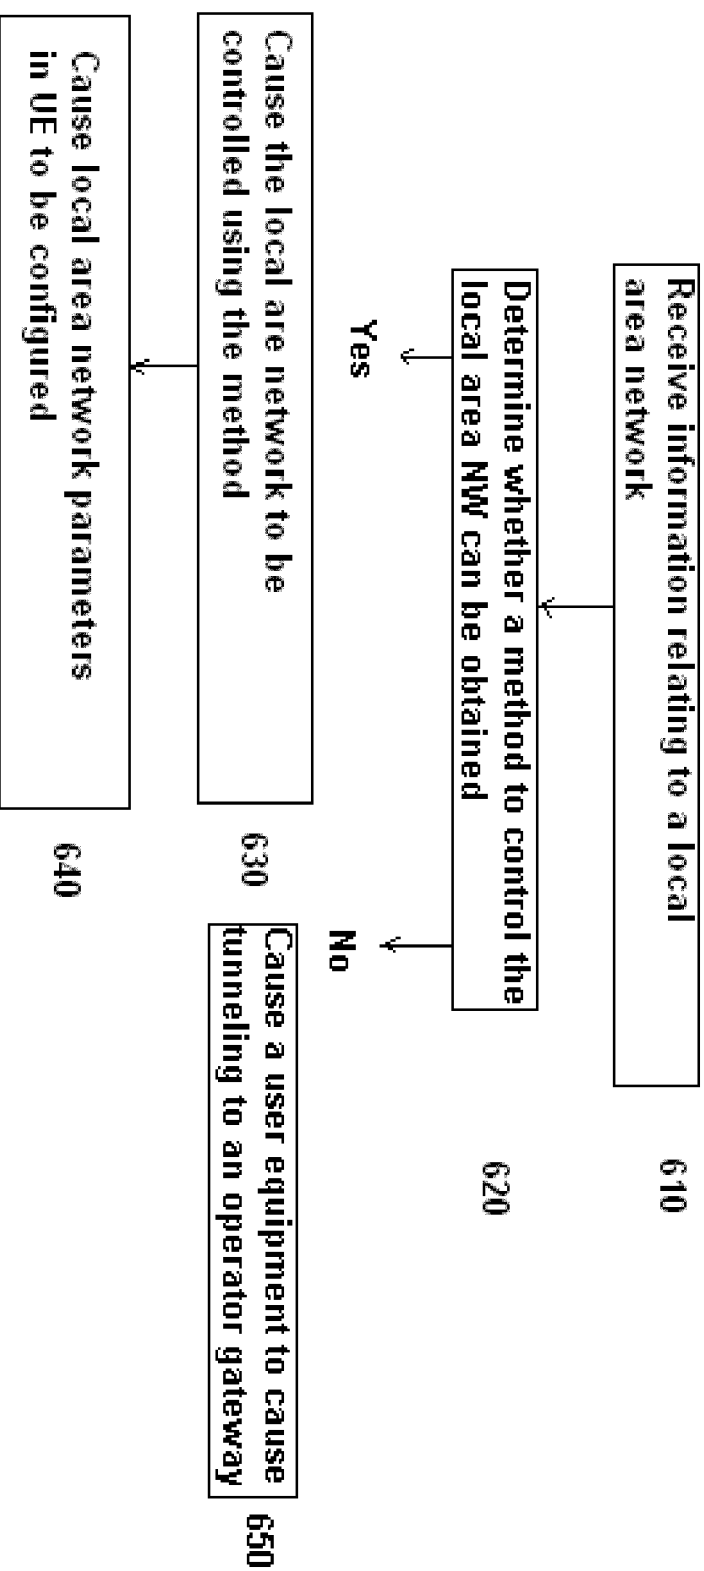 Receive information relating to a local
area network
610
Determine whether a method to control the
local area NW can be obtained
620
Yes
No
Cause the local are network to be
controlled using the method
630
Cause a user equipment to cause
tunneling to an operator gateway
650
Cause local area network parameters
in UE to be configured
640